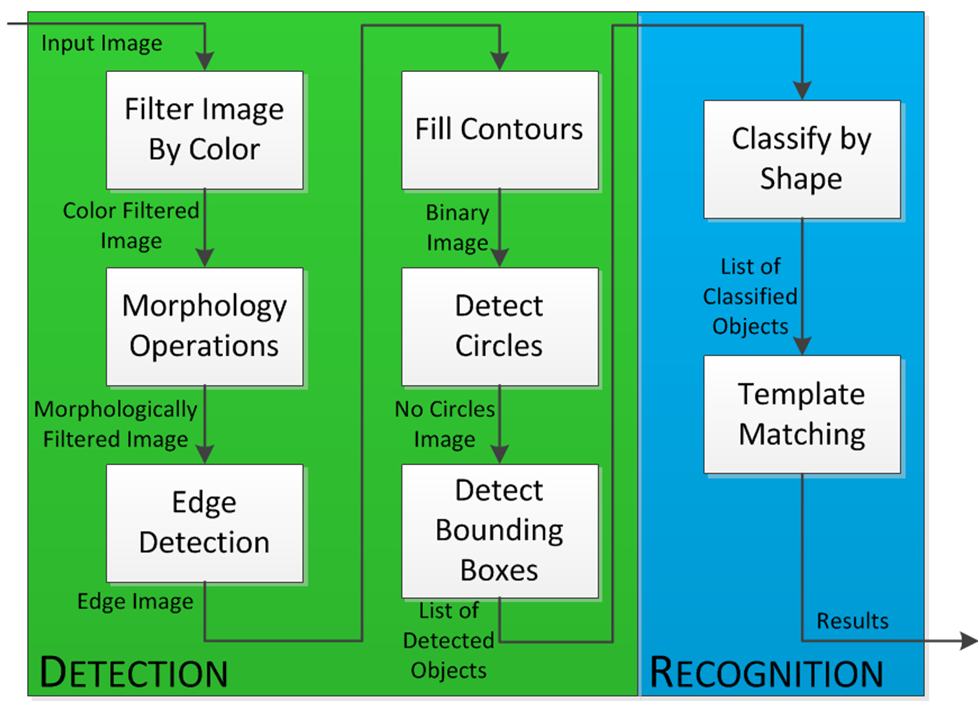 Input Image
Filter Image
By Color
Color Filtered
Image
Morphology
Operations
Morphologically
Filtered Image
Edge
Detection
Edge Image
Fill Contours
Binary
Image
Detect
Circles
No Circles
Image
Detect
Bounding
Boxes
List of
Detected
Objects
DETECTION
Classify by
Shape
List of
Classified
Objects
Template
Matching
Results
RECOGNITION